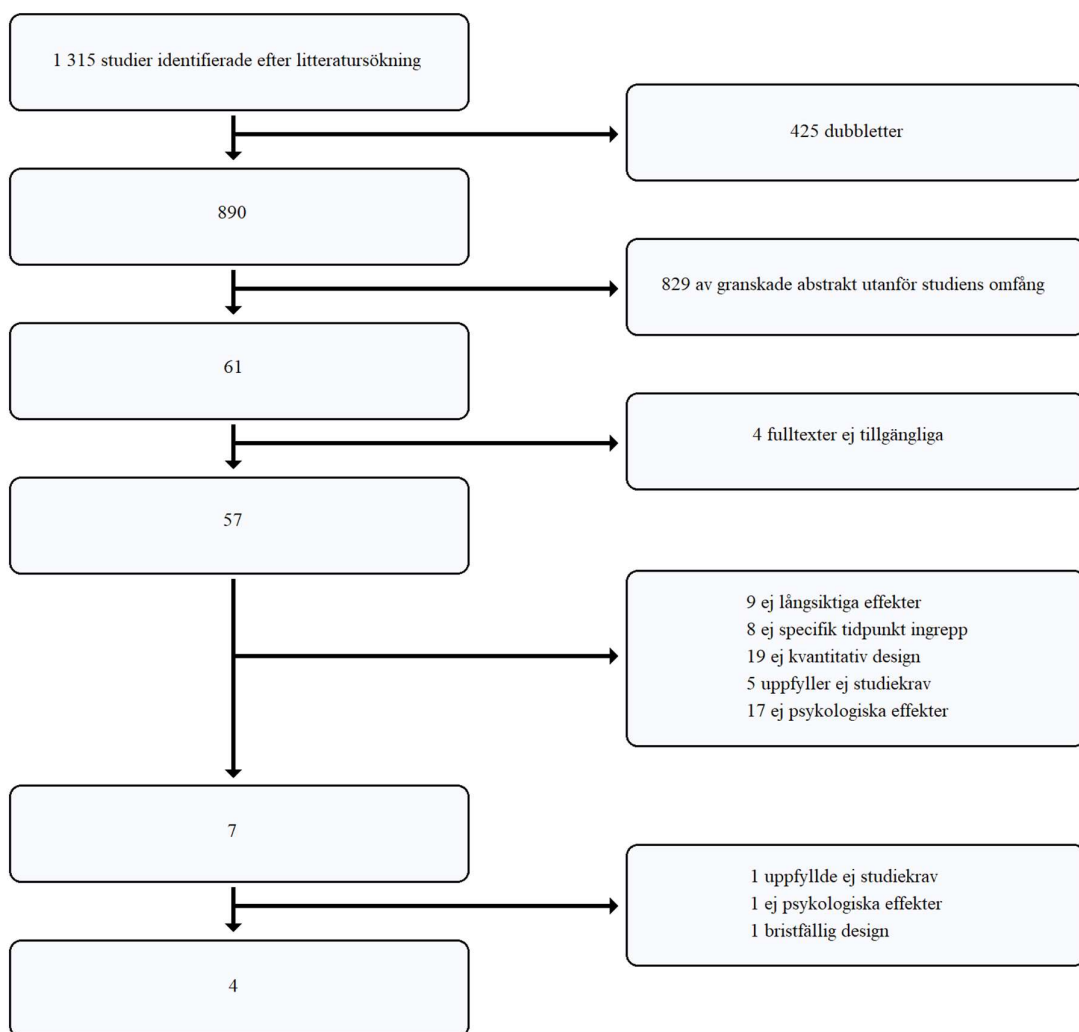 1 315 studier identifierade efter litteratursökning
425 dubbletter
890
829 av granskade abstrakt utanför studiens omfång
61
4 fulltexter ej tillgängliga
57
9 ej långsiktiga effekter
8 ej specifik tidpunkt ingrepp
19 ej kvantitativ design
5 uppfyller ej studiekrav
17 ej psykologiska effekter
7
1 uppfyllde ej studiekrav
1 ej psykologiska effekter
1 bristfällig design
4